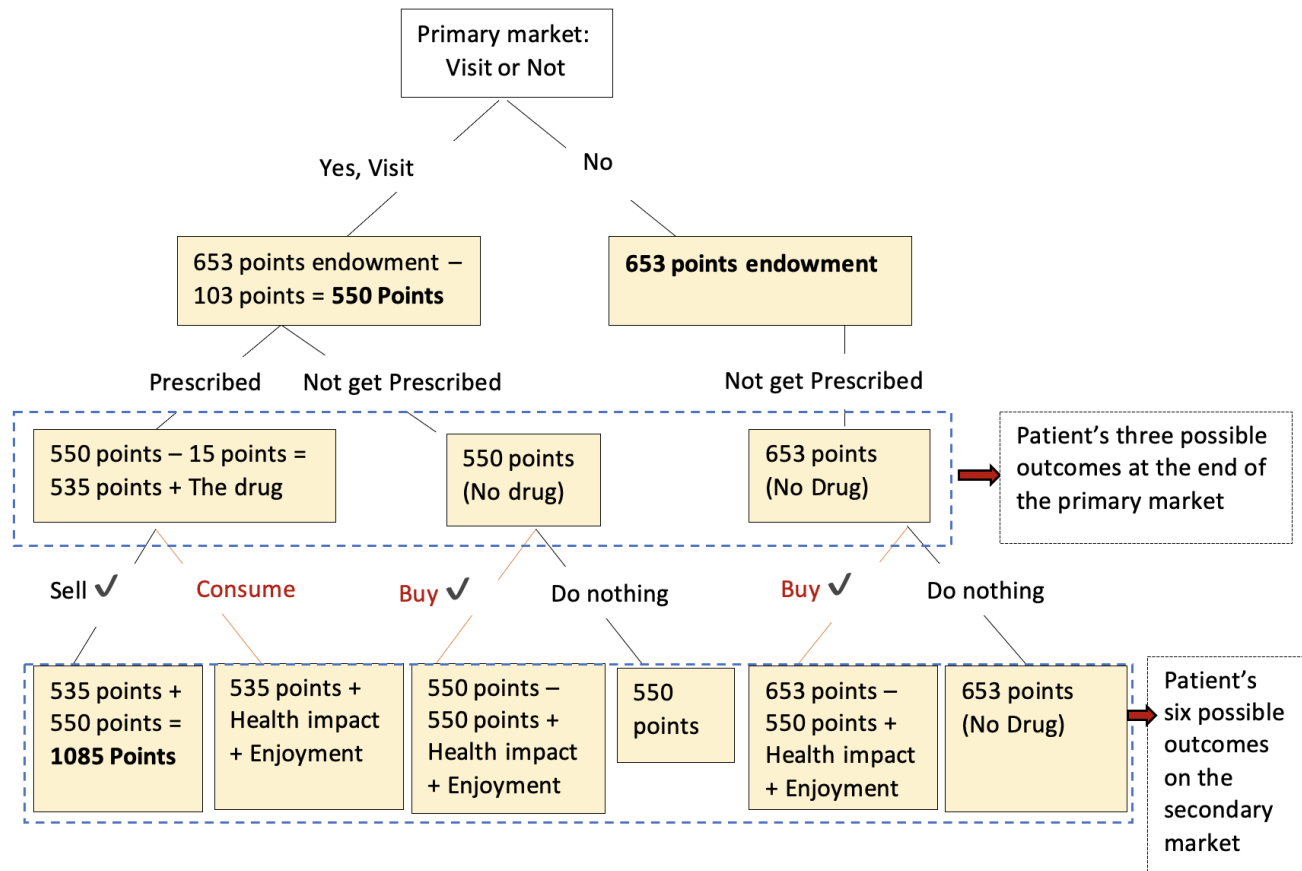 Primary market:
Visit or Not
Yes, Visit
No
653 points endowment –
103 points = 550 Points
653 points endowment
Prescribed
Not get Prescribed
Not get Prescribed
550 points – 15 points =
535 points + The drug
550 points
(No drug)
653 points
(No Drug)
Patient's three possible
outcomes at the end of
the primary market
Sell ✔
Consume
Buy ✔
Do nothing
Buy ✔
Do nothing
535 points +
550 points =
1085 Points
535 points +
Health impact
+ Enjoyment
550 points –
550 points +
Health impact
+ Enjoyment
550
points
653 points –
550 points +
Health impact
+ Enjoyment
653 points
(No Drug)
Patient's
six possible
outcomes
on the
secondary
market